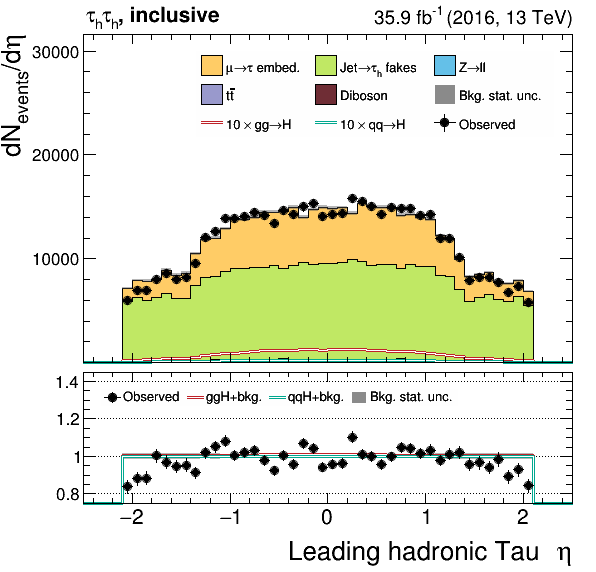 τhτh, inclusive 35.9 fb-1 (2016, 13 TeV)
dNevents/dη
30000
20000
10000
μ→τ embed. Jet→τh fakes Z→ll
tt̅ Diboson Bkg. stat. unc.
10 × gg→H 10 × qq→H Observed
1.4
1.2
1
0.8
Observed ggH+bkg. qqH+bkg. Bkg. stat. unc.
−2 −1 0 1 2
Leading hadronic Tau η